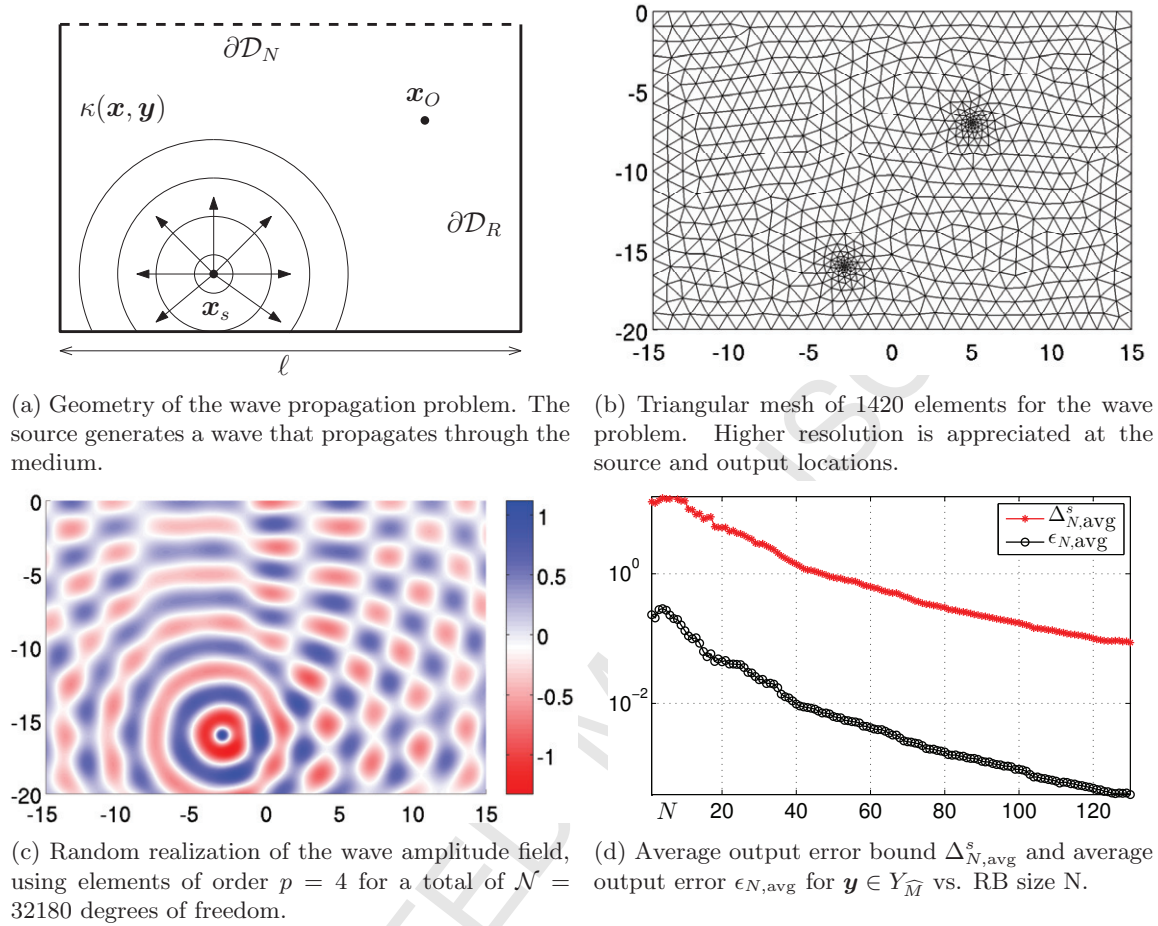 ∂𝒟_N
κ(𝒙, 𝒚)
𝒙_O
∂𝒟_R
𝒙_s
ℓ
0
-5
-10
-15
-20
-15 -10 -5 0 5 10 15
(a) Geometry of the wave propagation problem. The
source generates a wave that propagates through the
medium.
(b) Triangular mesh of 1420 elements for the wave
problem. Higher resolution is appreciated at the
source and output locations.
0
-5
-10
-15
-20
-15 -10 -5 0 5 10 15
1
0.5
0
-0.5
-1
Δ^s_{N,avg}
ϵ_{N,avg}
10^0
10^{-2}
N 20 40 60 80 100 120
(c) Random realization of the wave amplitude field,
using elements of order p = 4 for a total of 𝒩 =
32180 degrees of freedom.
(d) Average output error bound Δ^s_{N,avg} and average
output error ϵ_{N,avg} for 𝒚 ∈ Y_{\widehat{M}} vs. RB size N.